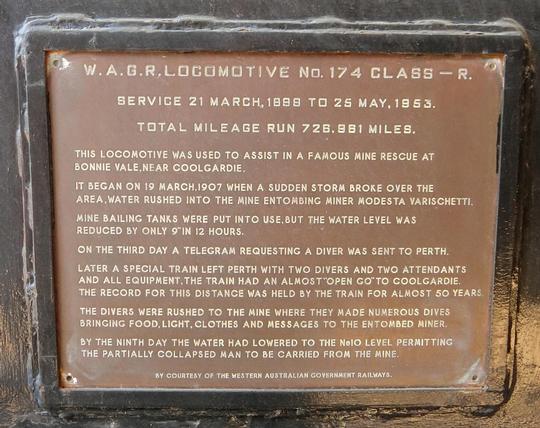 W.A.G.R. LOCOMOTIVE No. 174 CLASS - R.
SERVICE 21 MARCH, 1899 TO 25 MAY, 1953.
TOTAL MILEAGE RUN 726,961 MILES.
THIS LOCOMOTIVE WAS USED TO ASSIST IN A FAMOUS MINE RESCUE AT
BONNIE VALE, NEAR COOLGARDIE.
IT BEGAN ON 19 MARCH, 1907 WHEN A SUDDEN STORM BROKE OVER THE
AREA, WATER RUSHED INTO THE MINE ENTOMBING MINER MODESTA VARISCHETTI.
MINE BAILING TANKS WERE PUT INTO USE, BUT THE WATER LEVEL WAS
REDUCED BY ONLY 9" IN 12 HOURS.
ON THE THIRD DAY A TELEGRAM REQUESTING A DIVER WAS SENT TO PERTH.
LATER A SPECIAL TRAIN LEFT PERTH WITH TWO DIVERS AND TWO ATTENDANTS
AND ALL EQUIPMENT. THE TRAIN HAD AN ALMOST "OPEN GO" TO COOLGARDIE.
THE RECORD FOR THIS DISTANCE WAS HELD BY THE TRAIN FOR ALMOST 50 YEARS.
THE DIVERS WERE RUSHED TO THE MINE WHERE THEY MADE NUMEROUS DIVES
BRINGING FOOD, LIGHT, CLOTHES AND MESSAGES TO THE ENTOMBED MINER.
BY THE NINTH DAY THE WATER HAD LOWERED TO THE No10 LEVEL PERMITTING
THE PARTIALLY COLLAPSED MAN TO BE CARRIED FROM THE MINE.
BY COURTESY OF THE WESTERN AUSTRALIAN GOVERNMENT RAILWAYS.